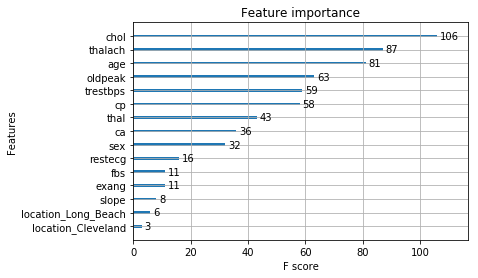 Feature importance
Features
chol 106
thalach 87
age 81
oldpeak 63
trestbps 59
cp 58
thal 43
ca 36
sex 32
restecg 16
fbs 11
exang 11
slope 8
location_Long_Beach 6
location_Cleveland 3
0 20 40 60 80 100
F score